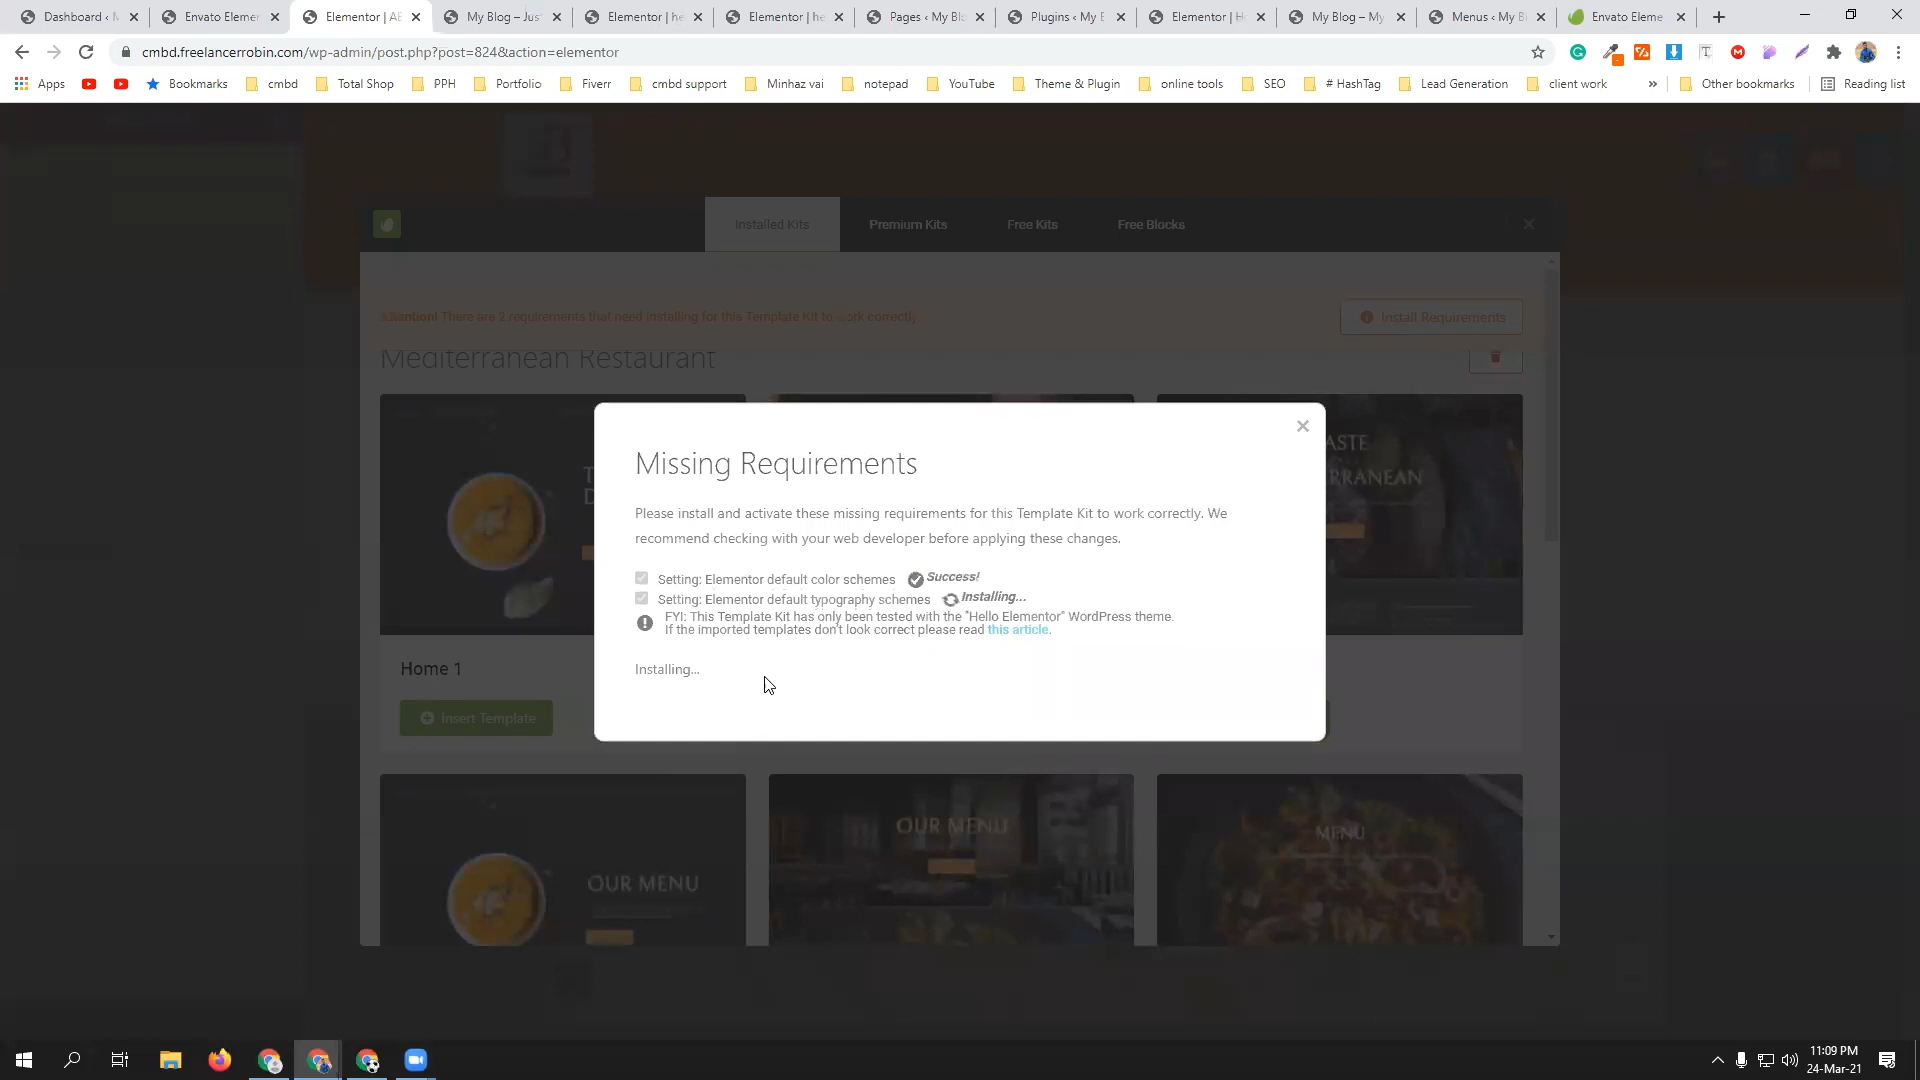 Dashboard ‹ M
Envato Elemen
Elementor | AE
My Blog – Jus
Elementor | he
Elementor | he
Pages ‹ My Bl
Plugins ‹ My B
Elementor | H
My Blog – My
Menus ‹ My B
Envato Eleme
cmbd.freelancerrobin.com/wp-admin/post.php?post=824&action=elementor
Apps
Bookmarks
cmbd
Total Shop
PPH
Portfolio
Fiverr
cmbd support
Minhaz vai
notepad
YouTube
Theme & Plugin
online tools
SEO
# HashTag
Lead Generation
client work
»
Other bookmarks
Reading list
Installed Kits
Premium Kits
Free Kits
Free Blocks
Attention! There are 2 requirements that need installing for this Template Kit to work correctly.
Install Requirements
Mediterranean Restaurant
Missing Requirements
Please install and activate these missing requirements for this Template Kit to work correctly. We
recommend checking with your web developer before applying these changes.
Setting: Elementor default color schemes Success!
Setting: Elementor default typography schemes Installing...
FYI: This Template Kit has only been tested with the "Hello Elementor" WordPress theme.
If the imported templates don't look correct please read this article.
Installing...
Home 1
Insert Template
OUR MENU
OUR MENU
MENU
11:09 PM
24-Mar-21